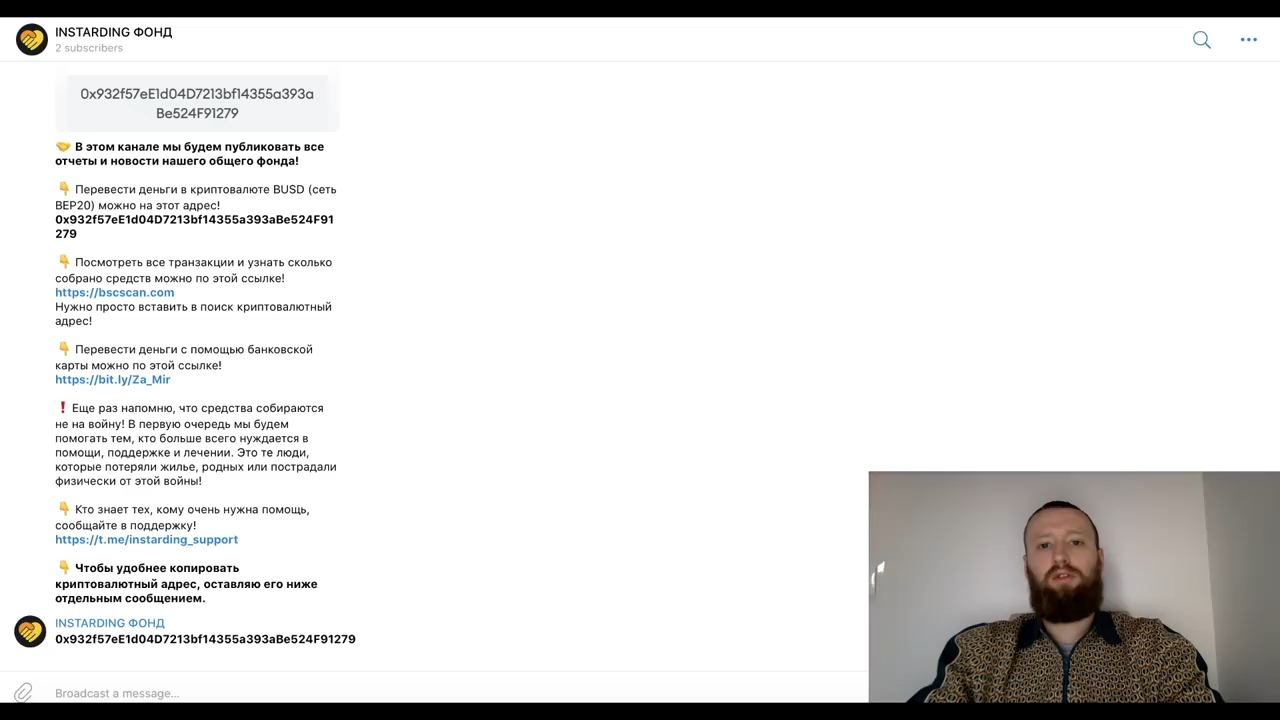 INSTARDING ФОНД
2 subscribers
0x932f57eE1d04D7213bf14355a393a
Be524F91279
🤝 В этом канале мы будем публиковать все
отчеты и новости нашего общего фонда!
👇 Перевести деньги в криптовалюте BUSD (сеть
BEP20) можно на этот адрес!
0x932f57eE1d04D7213bf14355a393aBe524F91
279
👇 Посмотреть все транзакции и узнать сколько
собрано средств можно по этой ссылке!
https://bscscan.com
Нужно просто вставить в поиск криптовалютный
адрес!
👇 Перевести деньги с помощью банковской
карты можно по этой ссылке!
https://bit.ly/Za_Mir
❗ Еще раз напомню, что средства собираются
не на войну! В первую очередь мы будем
помогать тем, кто больше всего нуждается в
помощи, поддержке и лечении. Это те люди,
которые потеряли жилье, родных или пострадали
физически от этой войны!
👇 Кто знает тех, кому очень нужна помощь,
сообщайте в поддержку!
https://t.me/instarding_support
👇 Чтобы удобнее копировать
криптовалютный адрес, оставляю его ниже
отдельным сообщением.
INSTARDING ФОНД
0x932f57eE1d04D7213bf14355a393aBe524F91279
Broadcast a message...